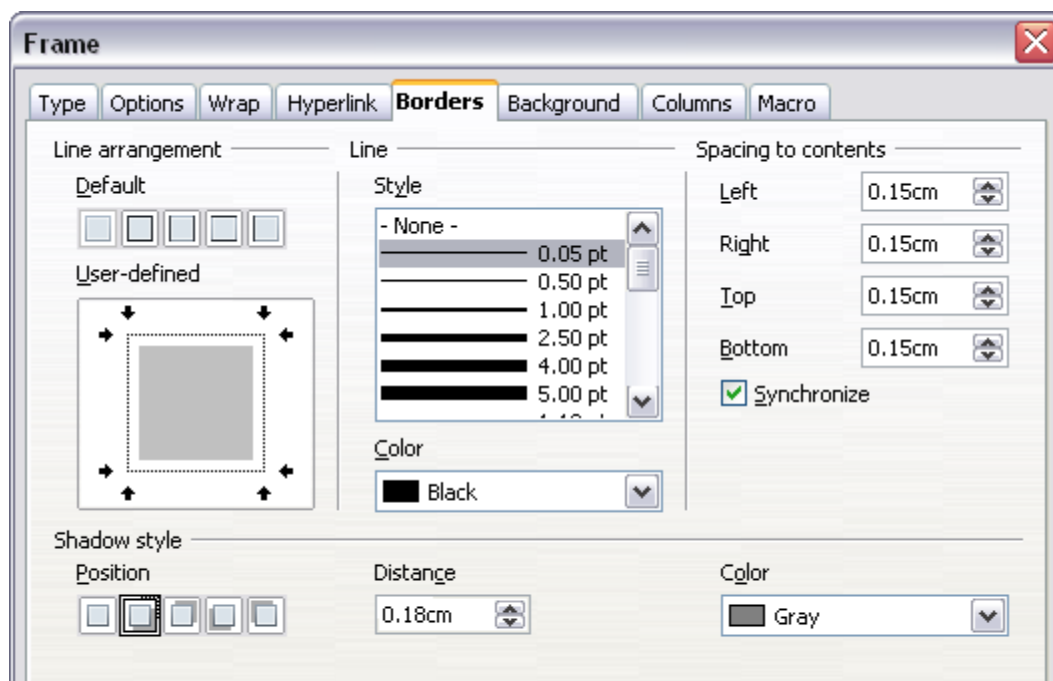 Frame
Type Options Wrap Hyperlink Borders Background Columns Macro
Line arrangement
Default
User-defined
Line
Style
- None -
0.05 pt
0.50 pt
1.00 pt
2.50 pt
4.00 pt
5.00 pt
Color
Black
Spacing to contents
Left 0.15cm
Right 0.15cm
Top 0.15cm
Bottom 0.15cm
Synchronize
Shadow style
Position
Distance
0.18cm
Color
Gray